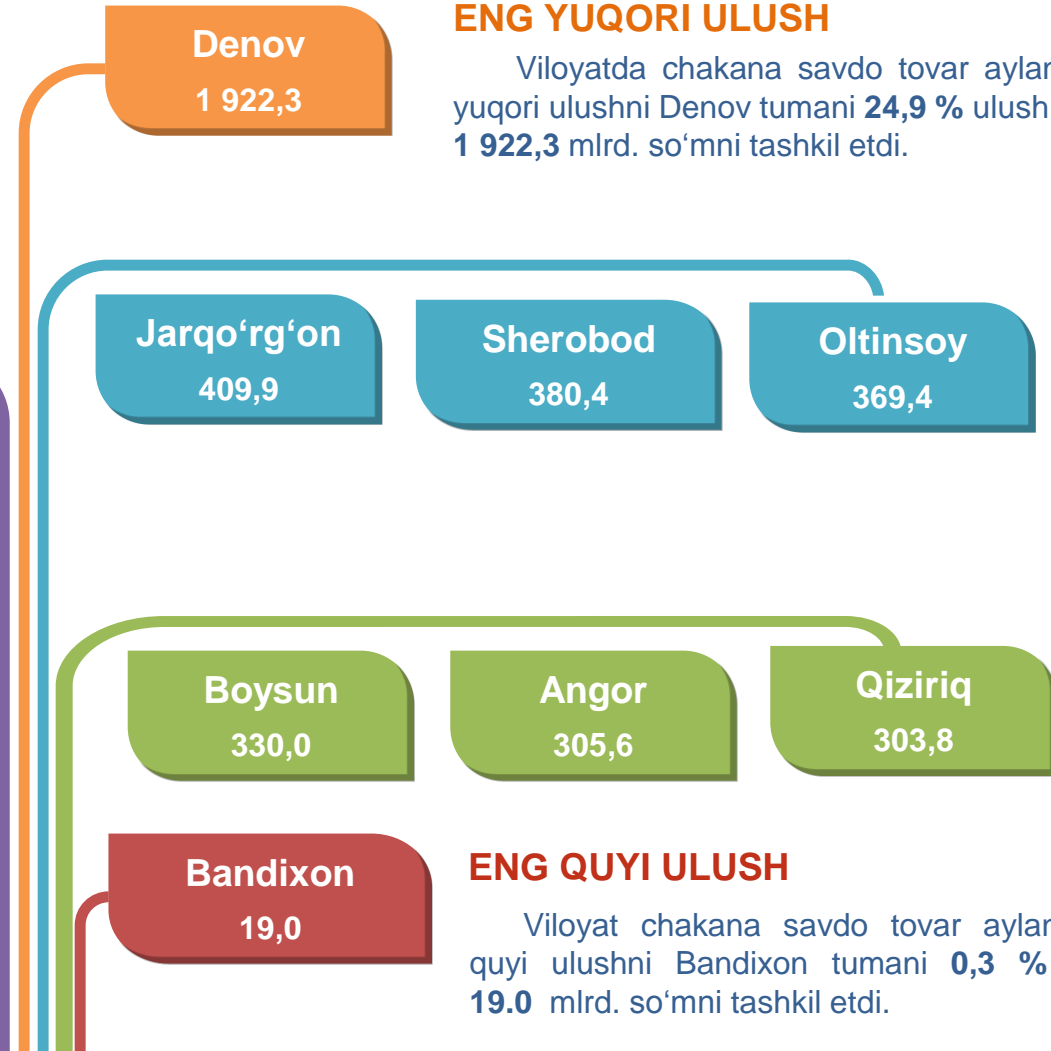 Denov
1 922,3
ENG YUQORI ULUSH
Viloyatda chakana savdo tovar aylan
yuqori ulushni Denov tumani 24,9 % ulush
1 922,3 mlrd. so‘mni tashkil etdi.
Jarqo‘rg‘on
409,9
Sherobod
380,4
Oltinsoy
369,4
Boysun
330,0
Angor
305,6
Qiziriq
303,8
Bandixon
19,0
ENG QUYI ULUSH
Viloyat chakana savdo tovar aylan
quyi ulushni Bandixon tumani 0,3 %
19.0 mlrd. so‘mni tashkil etdi.